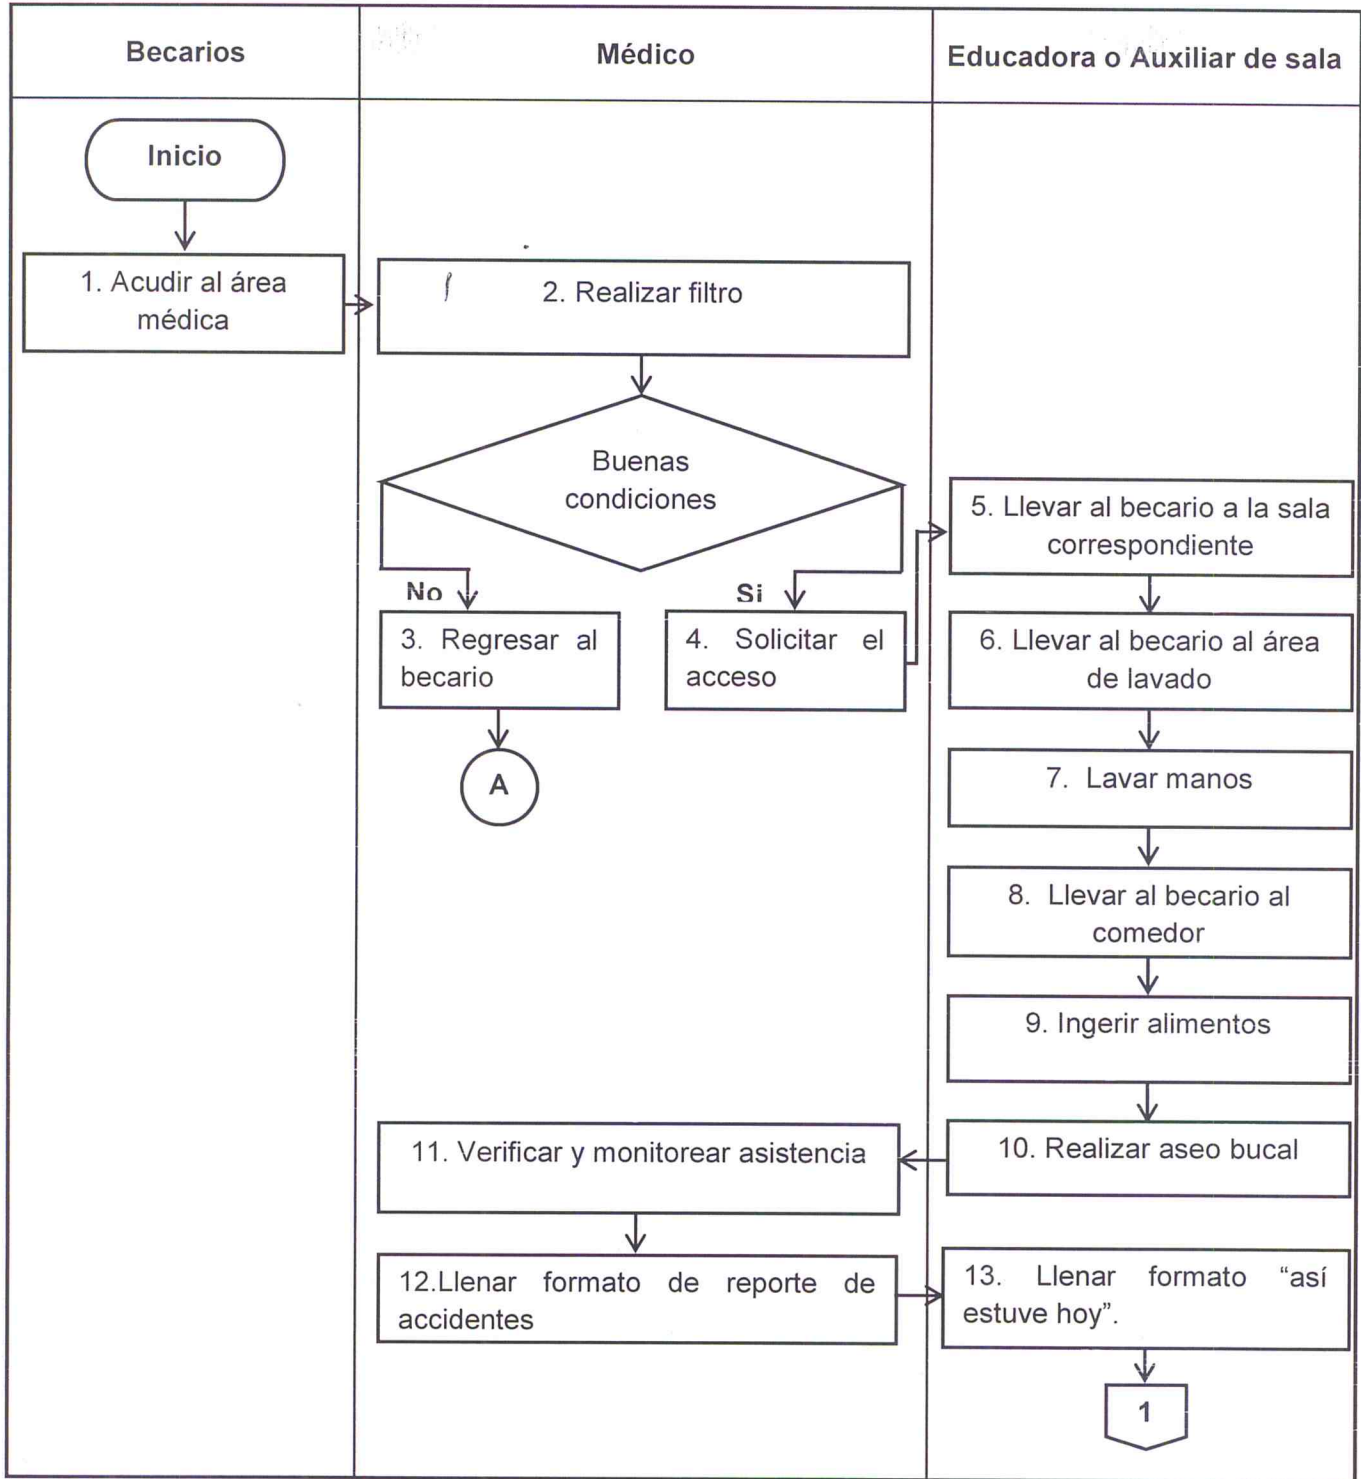 Becarios
Médico
Educadora o Auxiliar de sala
Inicio
1. Acudir al área
médica
2. Realizar filtro
Buenas
condiciones
No
Si
3. Regresar al
becario
4. Solicitar el
acceso
A
5. Llevar al becario a la sala
correspondiente
6. Llevar al becario al área
de lavado
7. Lavar manos
8. Llevar al becario al
comedor
9. Ingerir alimentos
10. Realizar aseo bucal
11. Verificar y monitorear asistencia
12.Llenar formato de reporte de
accidentes
13. Llenar formato “así
estuve hoy”.
1